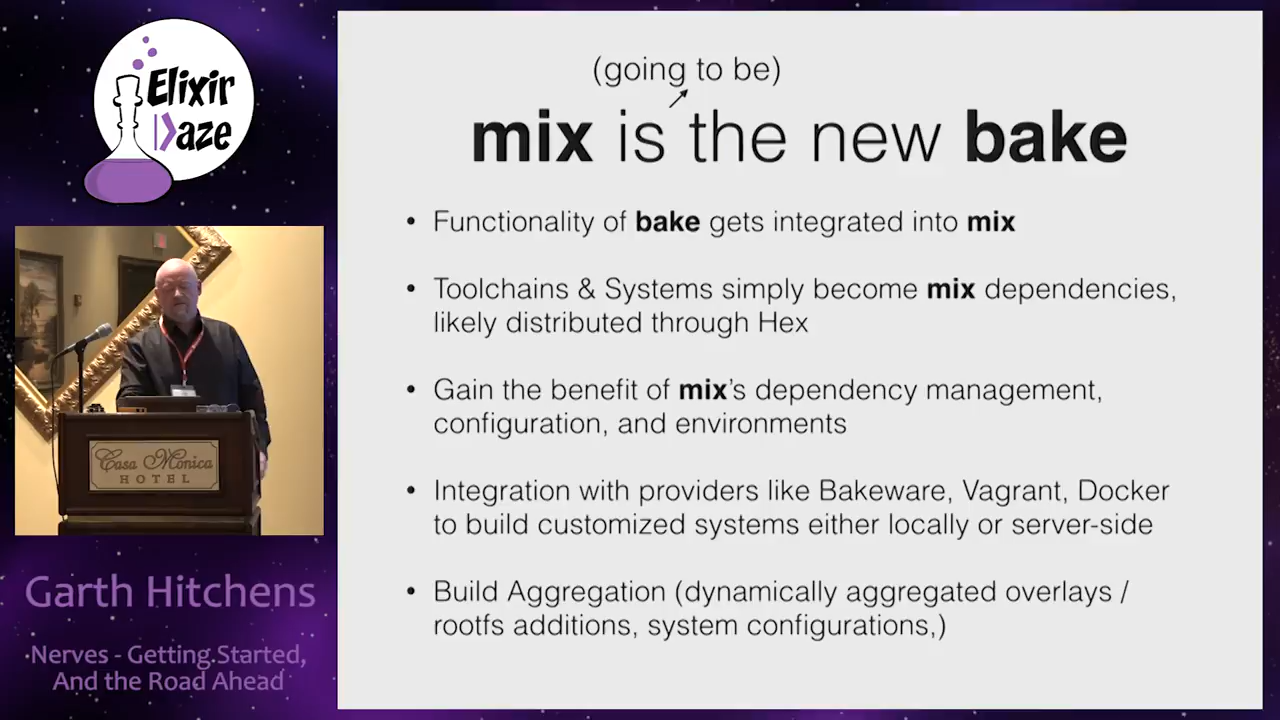 Elixir
Daze
(going to be)
mix is the new bake
• Functionality of bake gets integrated into mix
• Toolchains & Systems simply become mix dependencies,
likely distributed through Hex
• Gain the benefit of mix’s dependency management,
configuration, and environments
• Integration with providers like Bakeware, Vagrant, Docker
to build customized systems either locally or server-side
• Build Aggregation (dynamically aggregated overlays /
rootfs additions, system configurations,)
Casa Monica
HOTEL
Garth Hitchens
Nerves - Getting Started,
And the Road Ahead